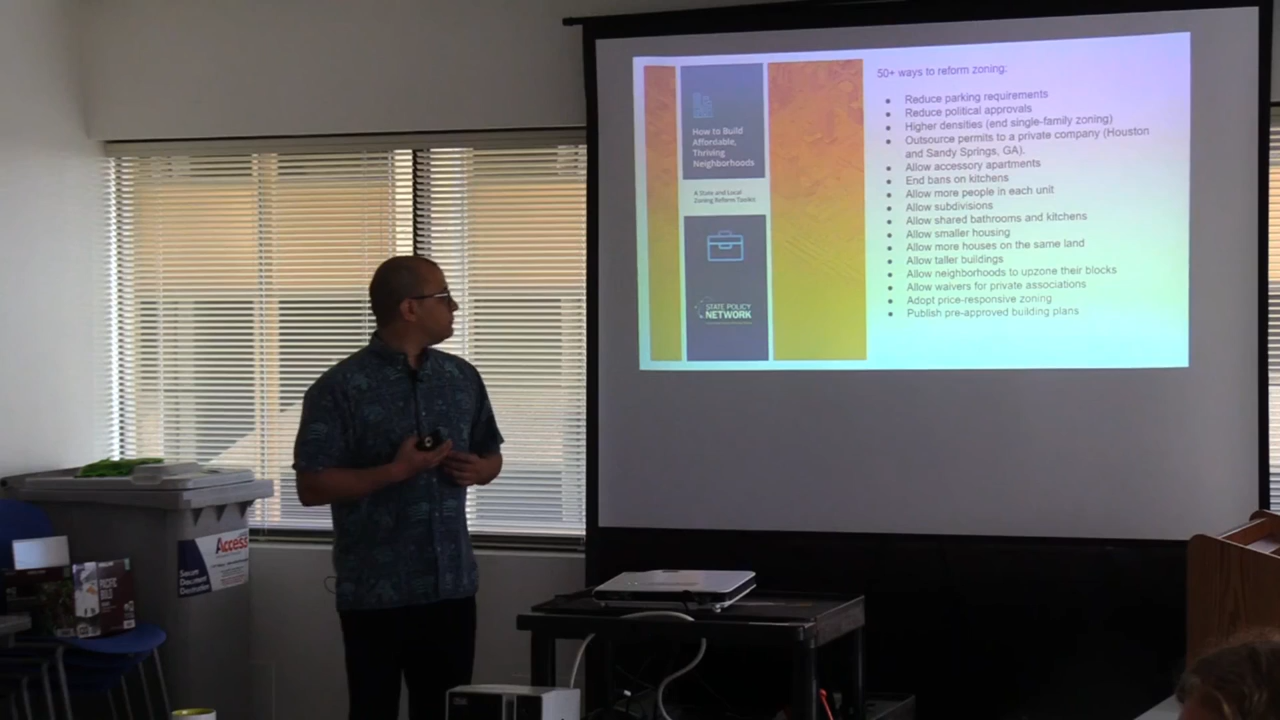 How to Build
Affordable,
Thriving
Neighborhoods
A State and Local
Zoning Reform Toolkit
STATE POLICY
NETWORK
50+ ways to reform zoning:
Reduce parking requirements
Reduce political approvals
Higher densities (end single-family zoning)
Outsource permits to a private company (Houston
and Sandy Springs, GA).
Allow accessory apartments
End bans on kitchens
Allow more people in each unit
Allow subdivisions
Allow shared bathrooms and kitchens
Allow smaller housing
Allow more houses on the same land
Allow taller buildings
Allow neighborhoods to upzone their blocks
Allow waivers for private associations
Adopt price-responsive zoning
Publish pre-approved building plans
Access
Secure
Document
Destruction
PACIFIC
BOLD